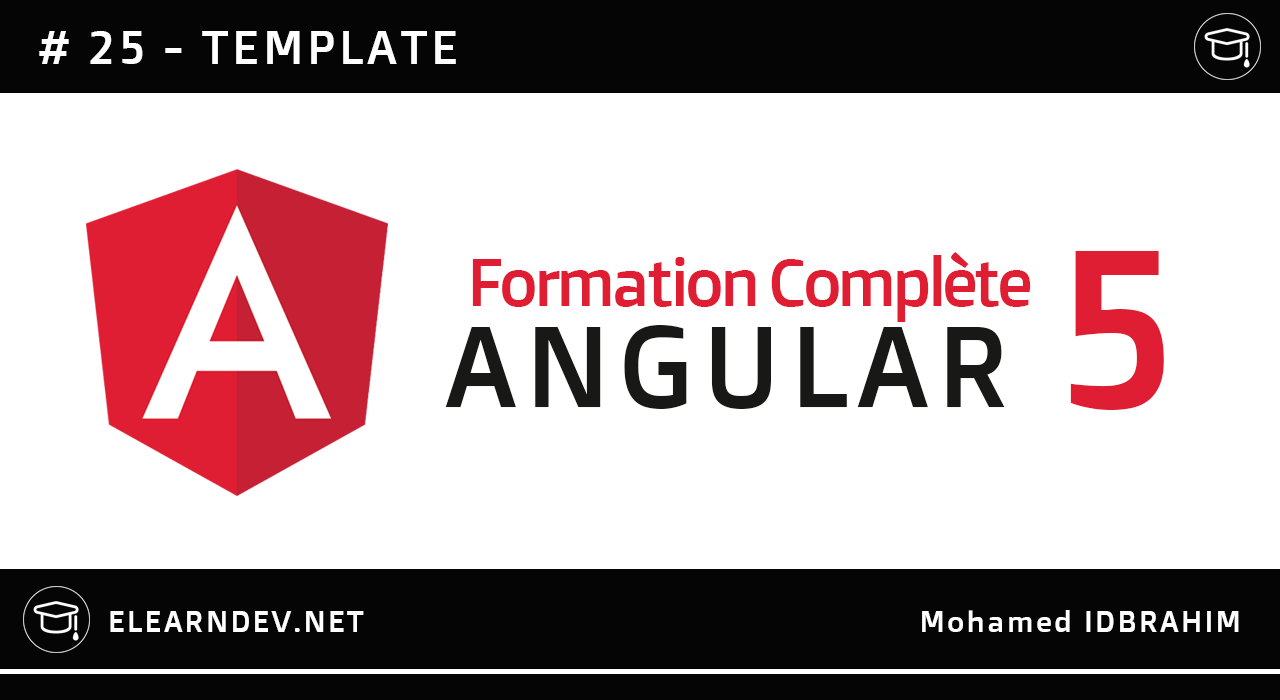 # 25 - TEMPLATE
Formation Complète
ANGULAR 5
ELEARNDEV.NET
Mohamed IDBRAHIM